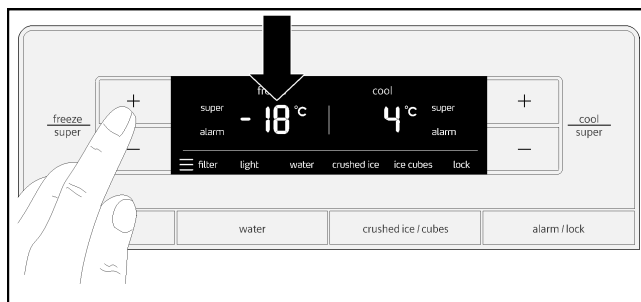 fre
cool
super
-18 °C
4 °C
super
alarm
alarm
+
+
freeze
super
cool
super
−
−
filter
light
water
crushed ice
ice cubes
lock
water
crushed ice / cubes
alarm / lock